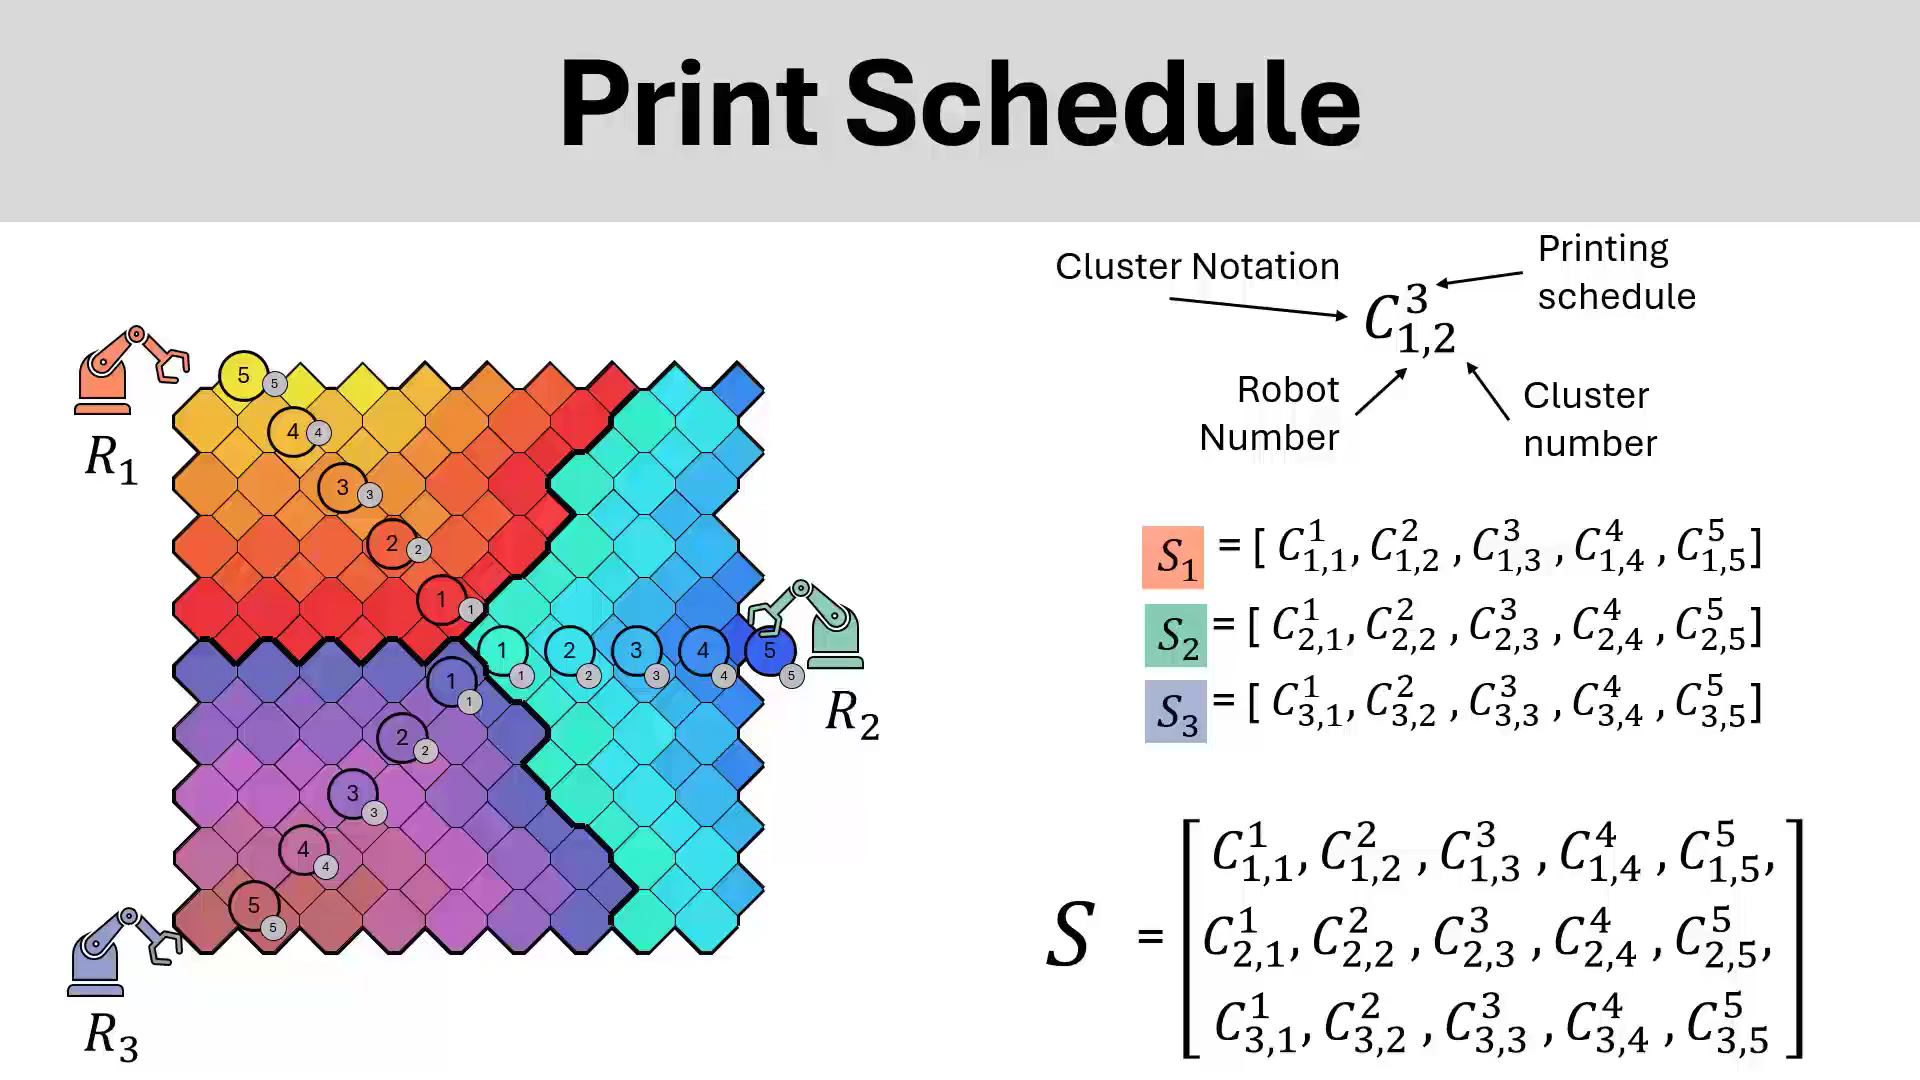 Print Schedule
Cluster Notation
Printing
schedule
C^3_{1,2}
Robot
Number
Cluster
number
R_1
5 5
4 4
3 3
2 2
1 1
1 1
2 2
3 3
4 4
5 5
R_2
1 1
2 2
3 3
4 4
5 5
R_3
S_1 = [ C^1_{1,1}, C^2_{1,2} , C^3_{1,3} , C^4_{1,4} , C^5_{1,5}]
S_2 = [ C^1_{2,1}, C^2_{2,2} , C^3_{2,3} , C^4_{2,4} , C^5_{2,5}]
S_3 = [ C^1_{3,1}, C^2_{3,2} , C^3_{3,3} , C^4_{3,4} , C^5_{3,5}]
C^1_{1,1}, C^2_{1,2} , C^3_{1,3} , C^4_{1,4} , C^5_{1,5},
S = C^1_{2,1}, C^2_{2,2} , C^3_{2,3} , C^4_{2,4} , C^5_{2,5},
C^1_{3,1}, C^2_{3,2} , C^3_{3,3} , C^4_{3,4} , C^5_{3,5}